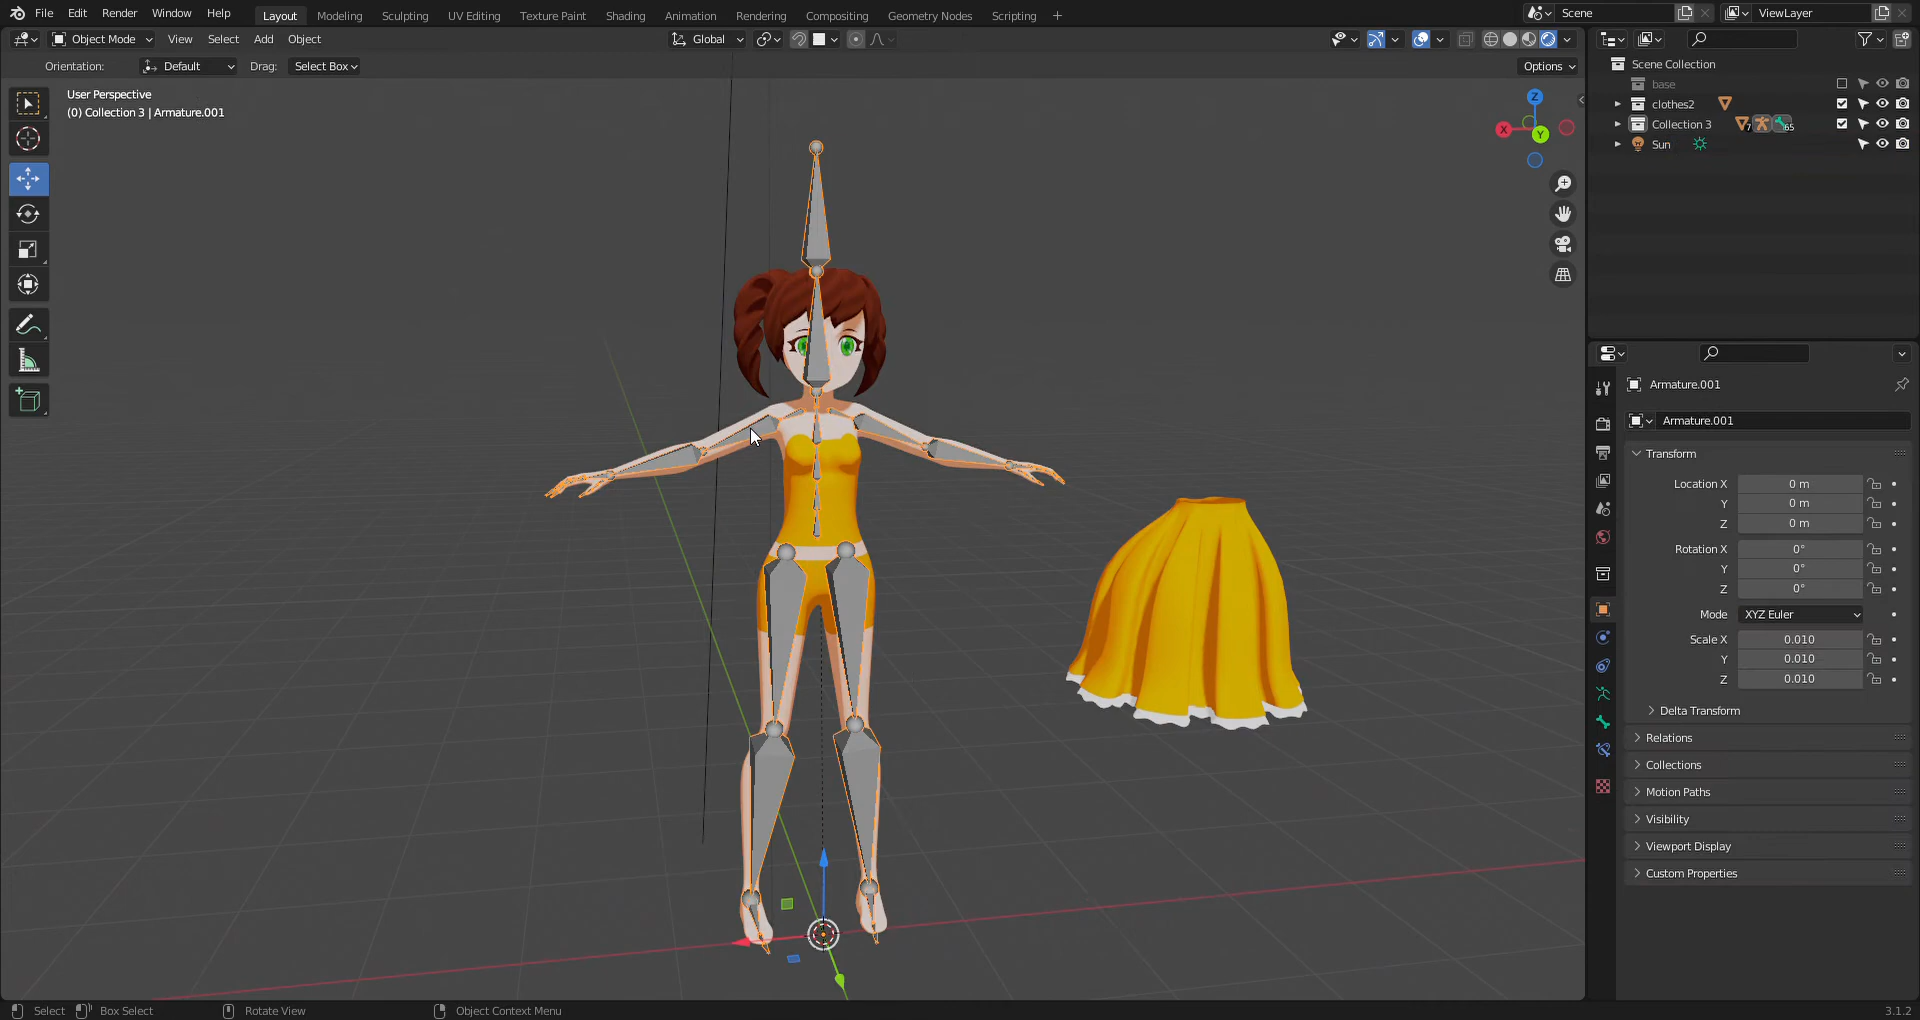 File Edit Render Window Help Layout Modeling Sculpting UV Editing Texture Paint Shading Animation Rendering Compositing Geometry Nodes Scripting + Scene ViewLayer
Object Mode View Select Add Object Global
Orientation: Default Drag: Select Box Options
User Perspective
(0) Collection 3 | Armature.001
Z
X
Y
Scene Collection
base
clothes2
Collection 3 7 65
Sun
Armature.001
Armature.001
Transform
Location X 0 m
Y 0 m
Z 0 m
Rotation X 0°
Y 0°
Z 0°
Mode XYZ Euler
Scale X 0.010
Y 0.010
Z 0.010
Delta Transform
Relations
Collections
Motion Paths
Visibility
Viewport Display
Custom Properties
Select Box Select Rotate View Object Context Menu 3.1.2